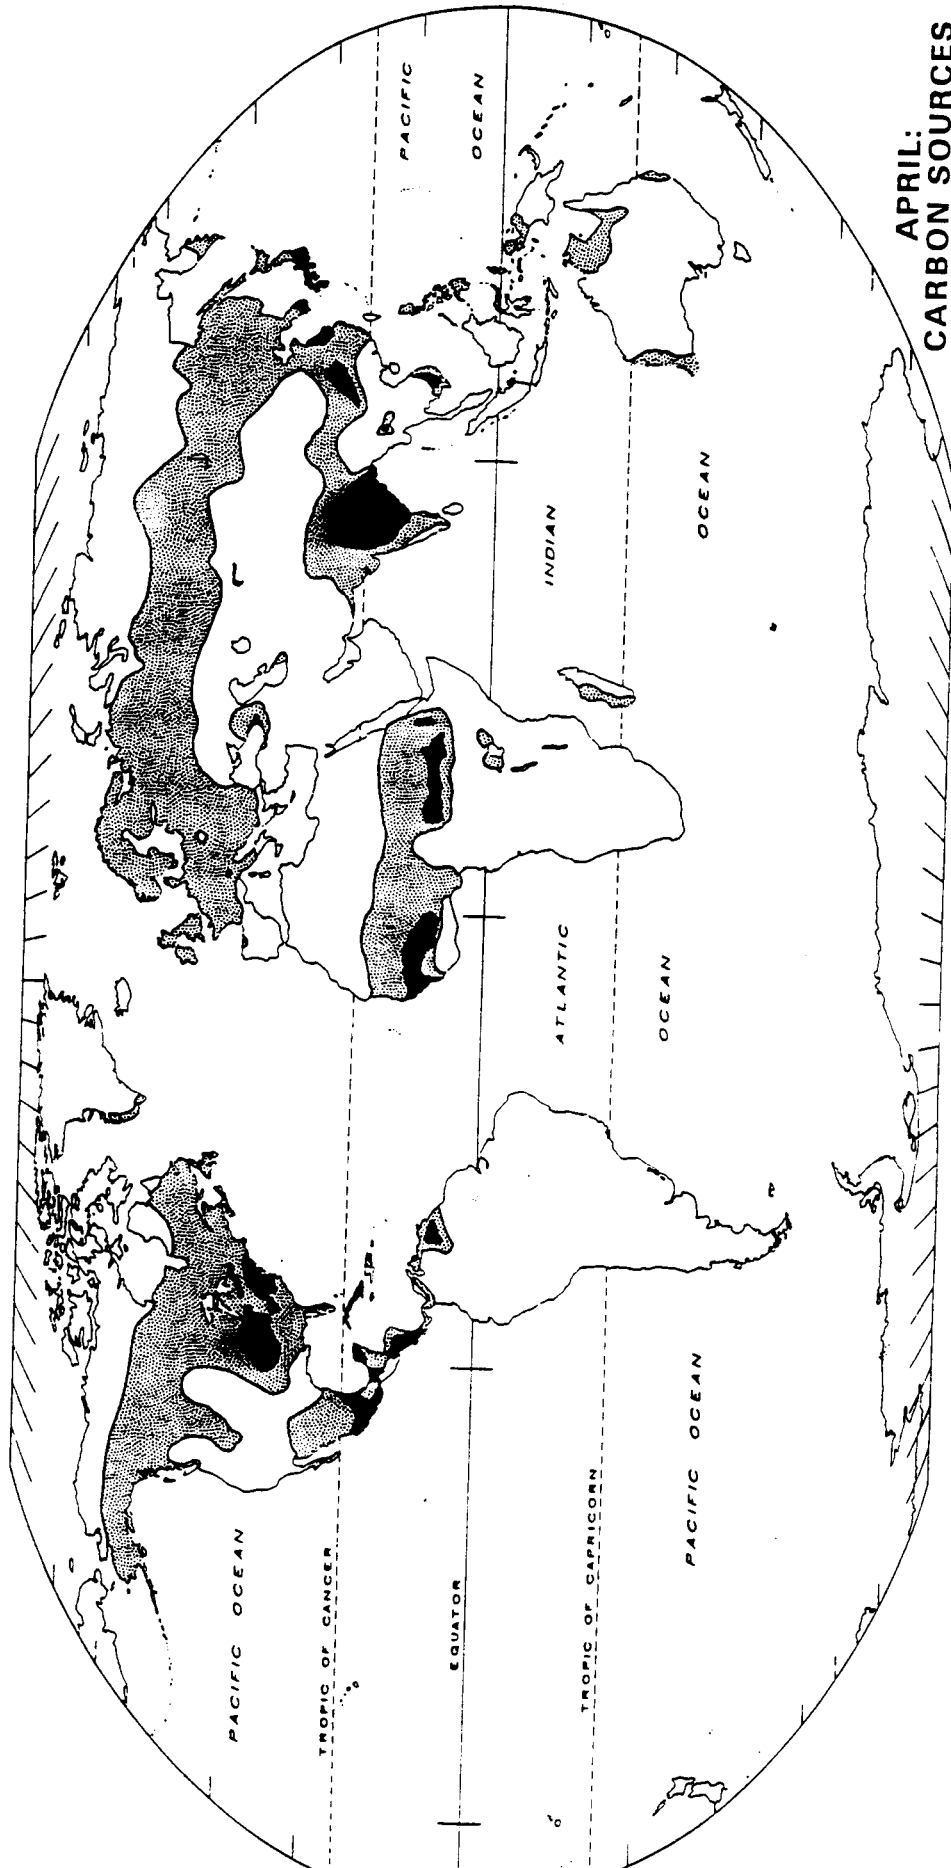 APRIL:
CARBON SOURCES
PACIFIC
OCEAN
PACIFIC OCEAN
TROPIC OF CANCER
EQUATOR
TROPIC OF CAPRICORN
PACIFIC OCEAN
ATLANTIC
OCEAN
INDIAN
OCEAN